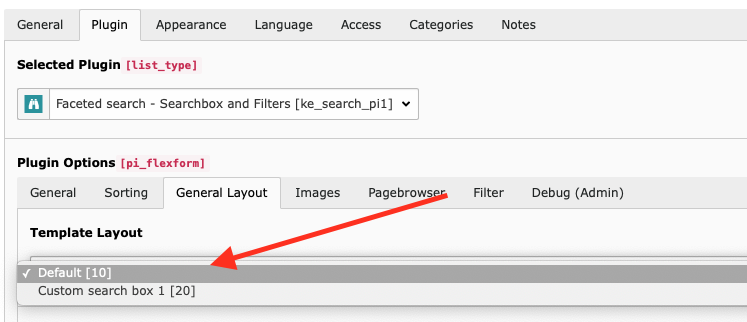 General Plugin Appearance Language Access Categories Notes
Selected Plugin [list_type]
Faceted search - Searchbox and Filters [ke_search_pi1]
Plugin Options [pi_flexform]
General Sorting General Layout Images Pagebrowser Filter Debug (Admin)
Template Layout
✓ Default [10]
Custom search box 1 [20]